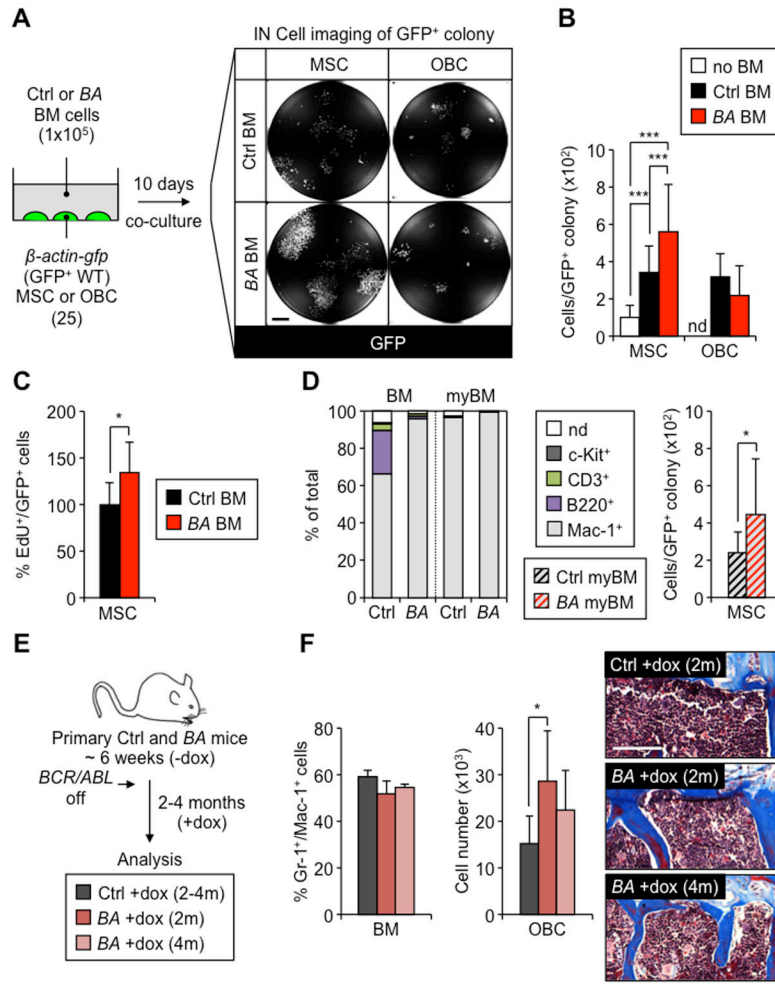 A
IN Cell imaging of GFP⁺ colony
MSC OBC
Ctrl or BA
BM cells
(1x10⁵)
10 days
co-culture
β-actin-gfp
(GFP⁺ WT)
MSC or OBC
(25)
Ctrl BM
BA BM
GFP
B
no BM
Ctrl BM
BA BM
Cells/GFP⁺ colony (x10²)
10
8
6
4
2
0
***
***
***
nd
MSC OBC
C
% EdU⁺/GFP⁺ cells
200
150
100
50
0
*
MSC
Ctrl BM
BA BM
D
BM myBM
% of total
100
80
60
40
20
0
Ctrl BA Ctrl BA
nd
c-Kit⁺
CD3⁺
B220⁺
Mac-1⁺
Ctrl myBM
BA myBM
Cells/GFP⁺ colony (x10²)
10
8
6
4
2
0
*
MSC
E
Primary Ctrl and BA mice
~ 6 weeks (-dox)
BCR/ABL
off
2-4 months
(+dox)
Analysis
Ctrl +dox (2-4m)
BA +dox (2m)
BA +dox (4m)
F
% Gr-1⁺/Mac-1⁺ cells
80
60
40
20
0
BM
Cell number (x10³)
40
30
20
10
0
*
OBC
Ctrl +dox (2m)
BA +dox (2m)
BA +dox (4m)